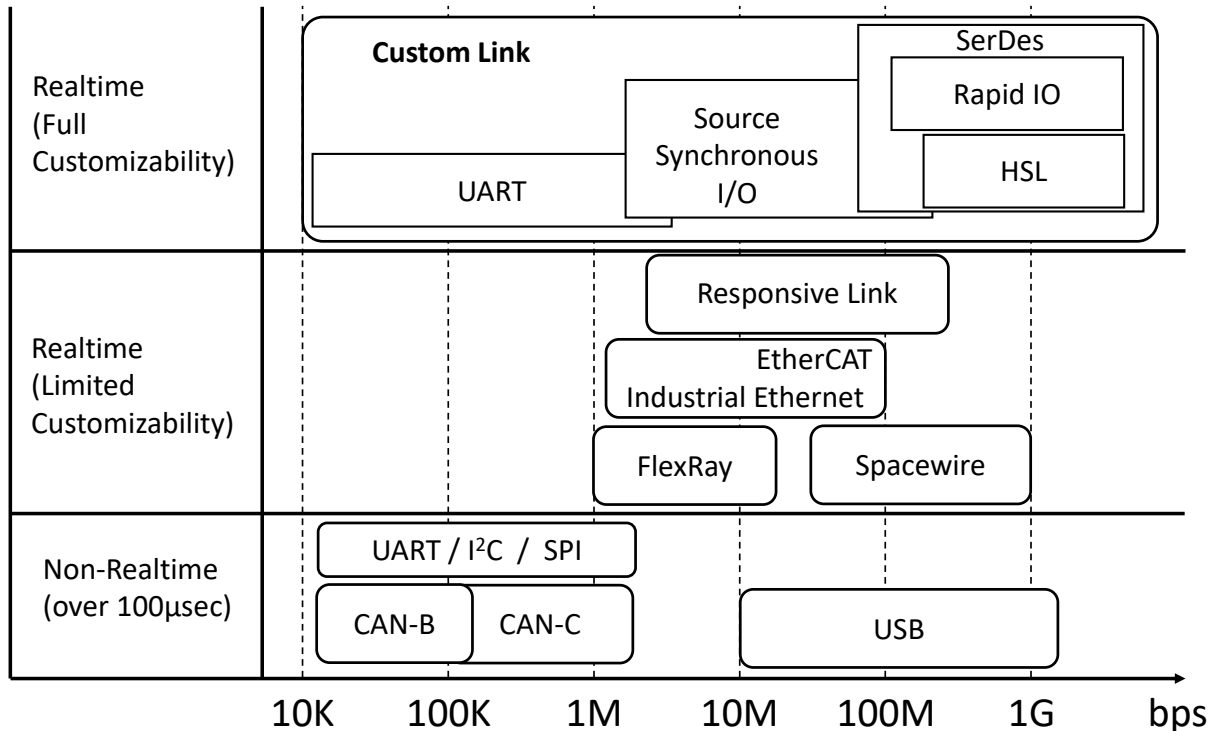 Realtime
(Full
Customizability)
Custom Link
SerDes
Rapid IO
HSL
Source
Synchronous
I/O
UART
Realtime
(Limited
Customizability)
Responsive Link
EtherCAT
Industrial Ethernet
FlexRay
Spacewire
Non-Realtime
(over 100µsec)
UART / I²C / SPI
CAN-B
CAN-C
USB
10K 100K 1M 10M 100M 1G bps